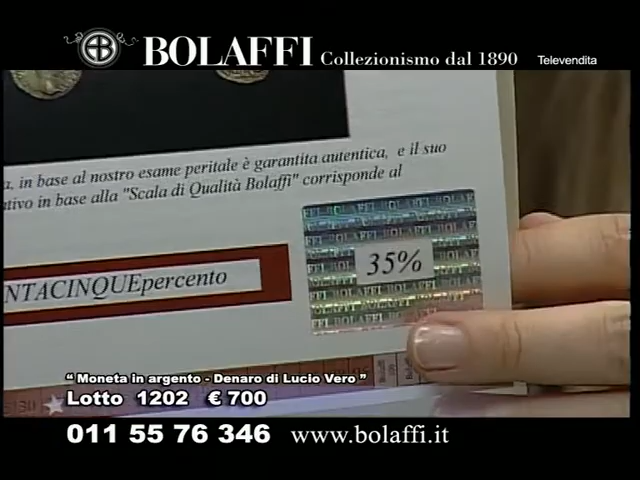 B
BOLAFFI Collezionismo dal 1890 Televendita
a, in base al nostro esame peritale è garantita autentica, e il suo
ativo in base alla "Scala di Qualità Bolaffi" corrisponde al
BOLAFFI
35%
NTACINQUEpercento
“ Moneta in argento - Denaro di Lucio Vero ”
Lotto 1202 € 700
011 55 76 346 www.bolaffi.it